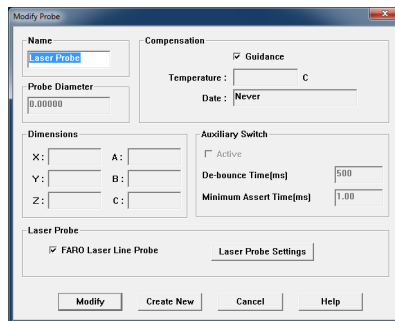 Modify Probe
Name
Laser Probe
Probe Diameter
0.00000
Compensation
Guidance
Temperature : C
Date : Never
Dimensions
X : A :
Y : B :
Z : C :
Auxiliary Switch
Active
De-bounce Time(ms) 500
Minimum Assert Time(ms) 1.00
Laser Probe
FARO Laser Line Probe Laser Probe Settings
Modify Create New Cancel Help